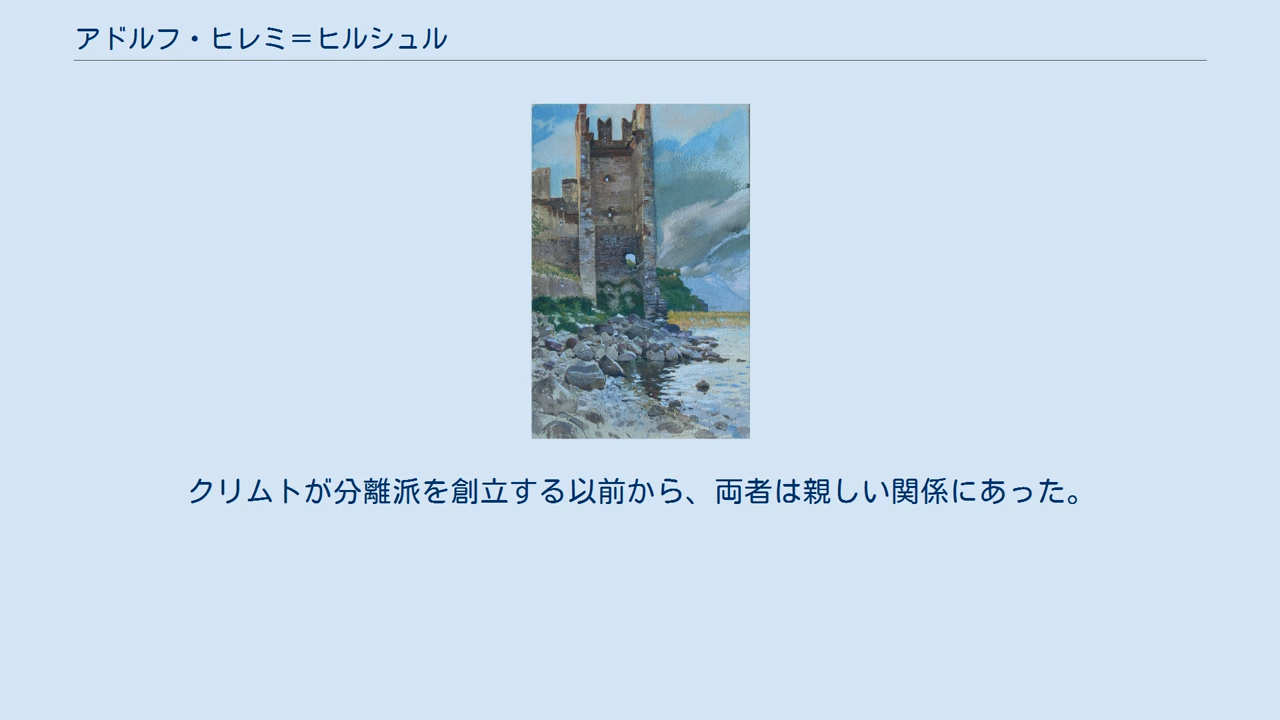 アドルフ・ヒレミ＝ヒルシュル
クリムトが分離派を創立する以前から、両者は親しい関係にあった。